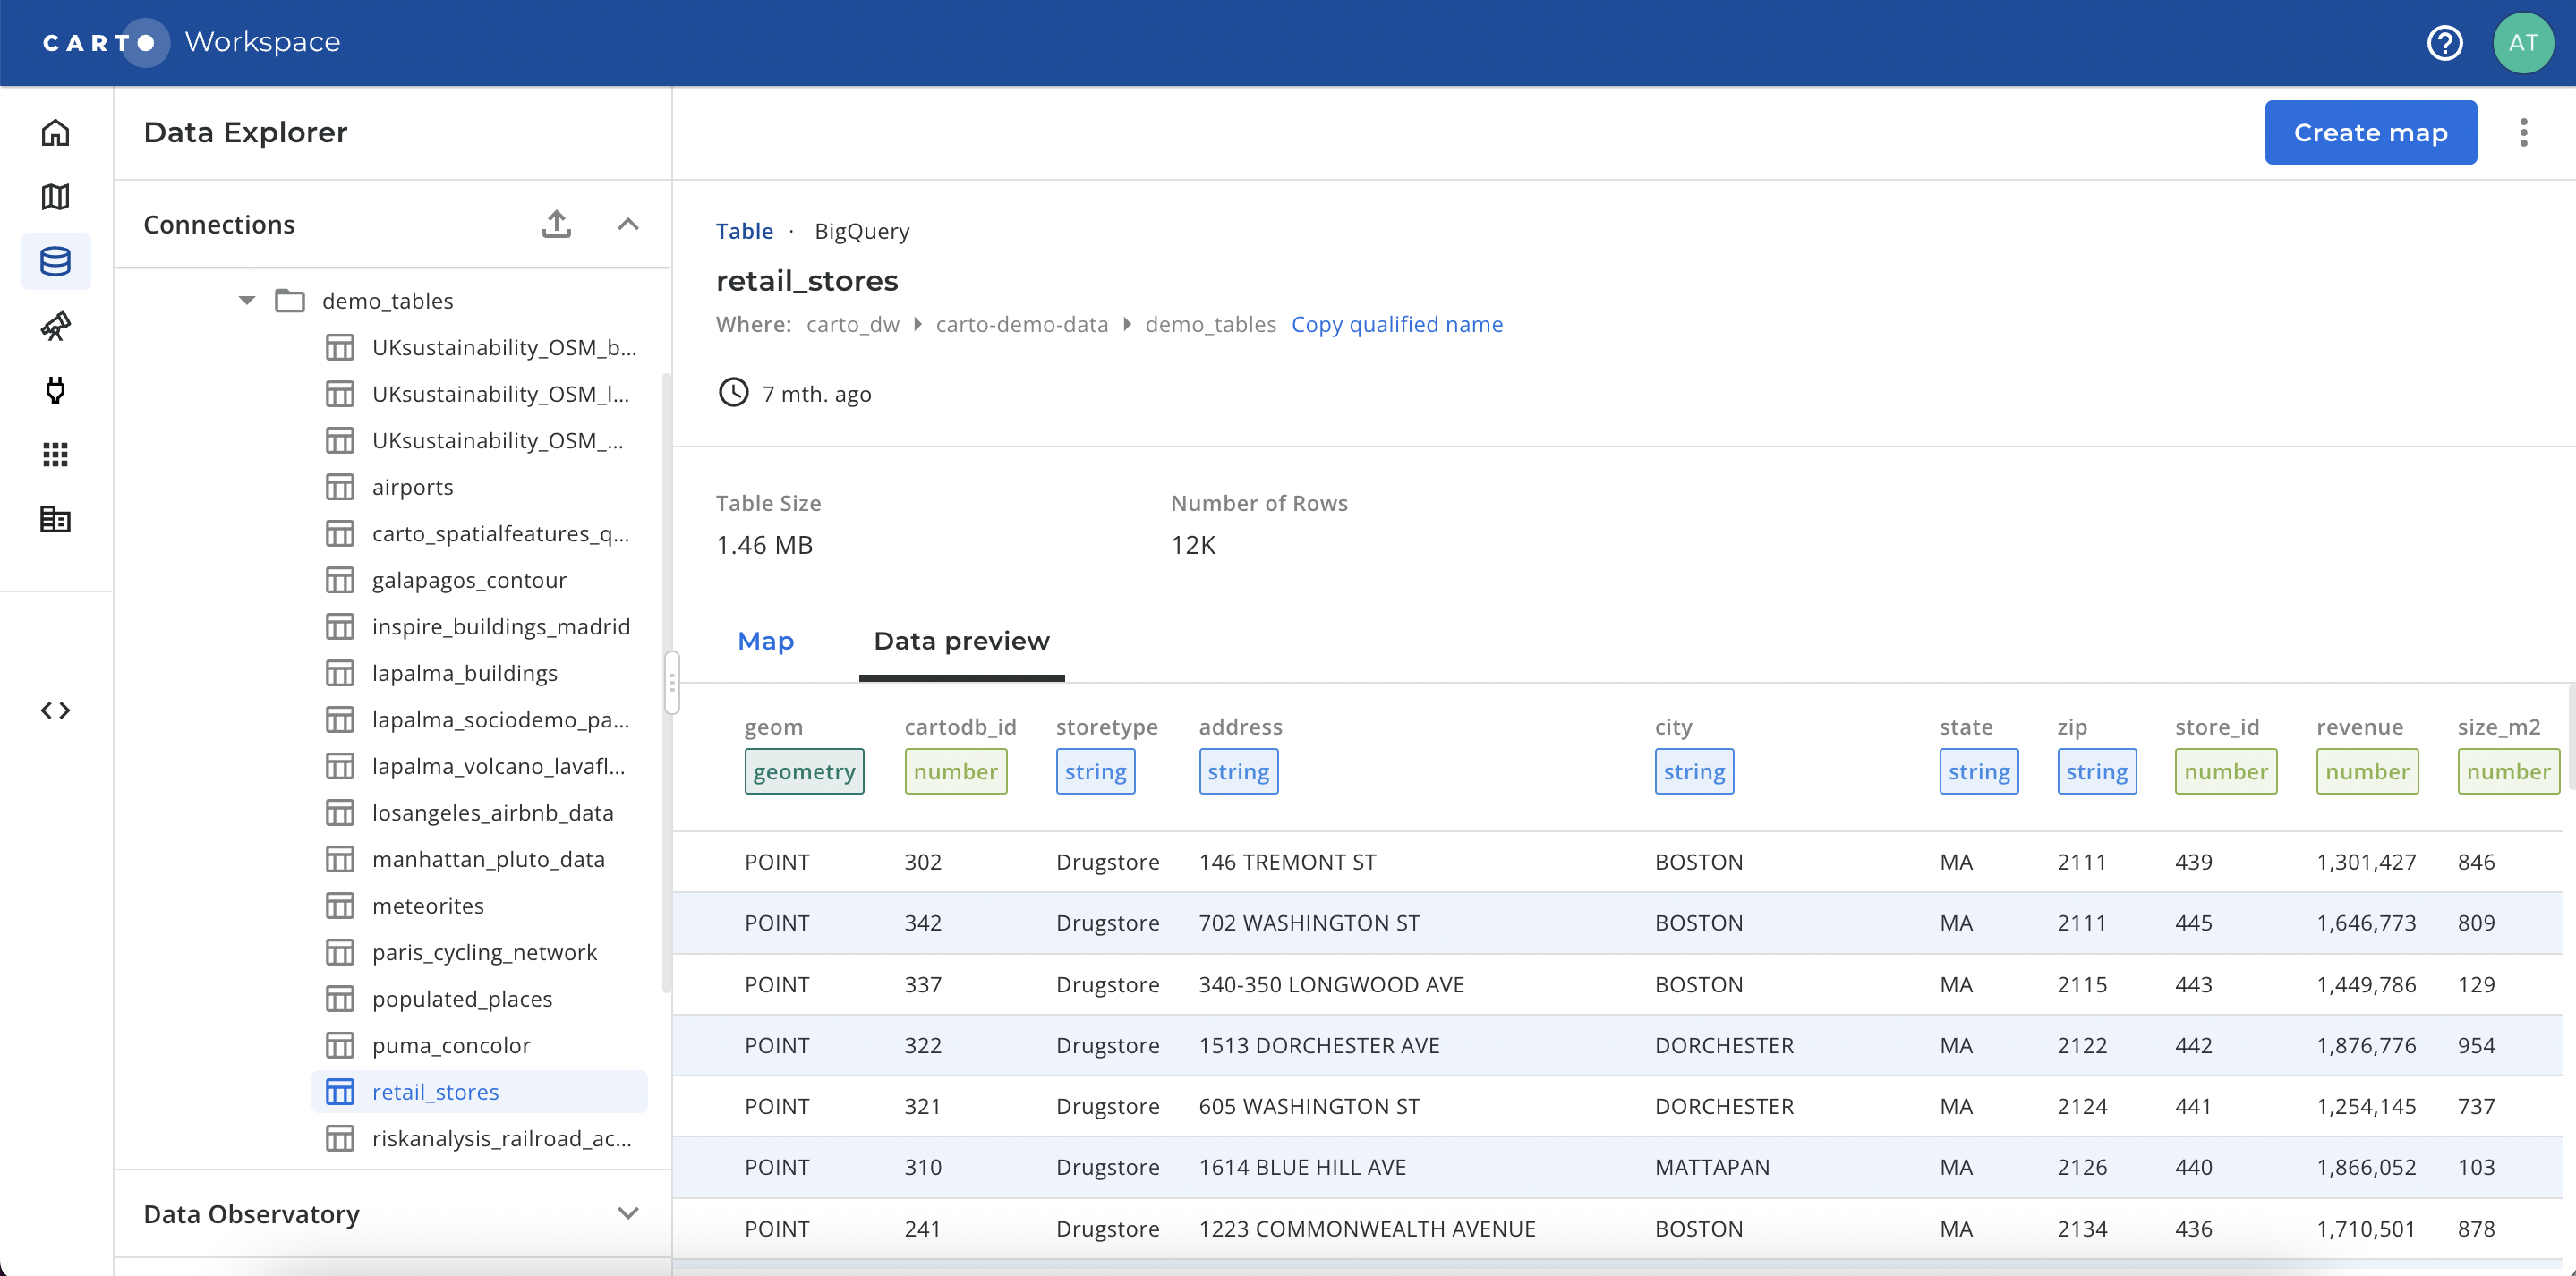 CARTO Workspace
? AT
Data Explorer
Create map
Connections
demo_tables
UKsustainability_OSM_b...
UKsustainability_OSM_l...
UKsustainability_OSM_...
airports
carto_spatialfeatures_q...
galapagos_contour
inspire_buildings_madrid
lapalma_buildings
lapalma_sociodemo_pa...
lapalma_volcano_lavafl...
losangeles_airbnb_data
manhattan_pluto_data
meteorites
paris_cycling_network
populated_places
puma_concolor
retail_stores
riskanalysis_railroad_ac...
Data Observatory
Table · BigQuery
retail_stores
Where: carto_dw carto-demo-data demo_tables Copy qualified name
7 mth. ago
Table Size Number of Rows
1.46 MB 12K
Map Data preview
geom cartodb_id storetype address city state zip store_id revenue size_m2
geometry number string string string string string number number number
POINT 302 Drugstore 146 TREMONT ST BOSTON MA 2111 439 1,301,427 846
POINT 342 Drugstore 702 WASHINGTON ST BOSTON MA 2111 445 1,646,773 809
POINT 337 Drugstore 340-350 LONGWOOD AVE BOSTON MA 2115 443 1,449,786 129
POINT 322 Drugstore 1513 DORCHESTER AVE DORCHESTER MA 2122 442 1,876,776 954
POINT 321 Drugstore 605 WASHINGTON ST DORCHESTER MA 2124 441 1,254,145 737
POINT 310 Drugstore 1614 BLUE HILL AVE MATTAPAN MA 2126 440 1,866,052 103
POINT 241 Drugstore 1223 COMMONWEALTH AVENUE BOSTON MA 2134 436 1,710,501 878